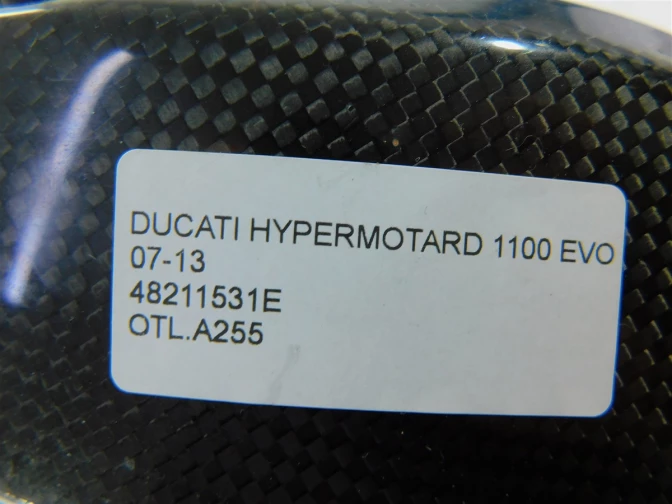 DUCATI HYPERMOTARD 1100 EVO
07-13
48211531E
OTL.A255